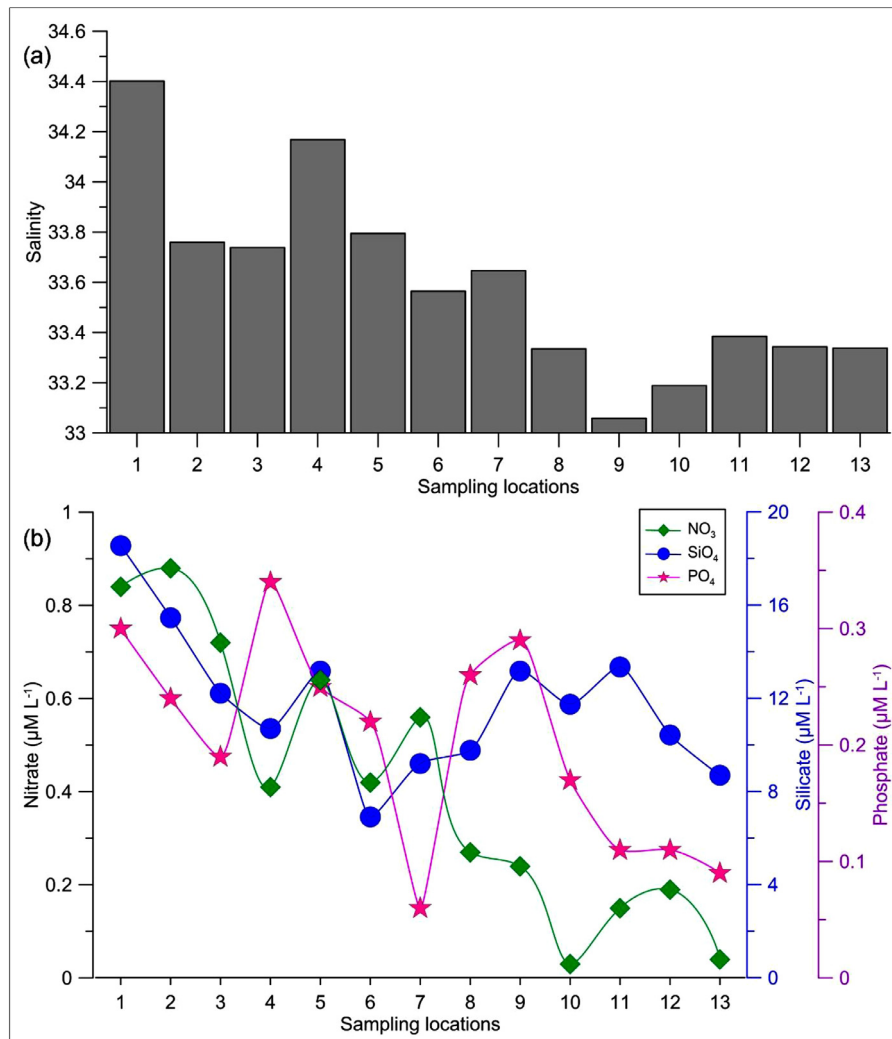 (a)
34.6
34.4
34.2
34
33.8
33.6
33.4
33.2
33
Salinity
1 2 3 4 5 6 7 8 9 10 11 12 13
Sampling locations
(b)
NO₃
SiO₄
PO₄
1
0.8
0.6
0.4
0.2
0
Nitrate (µM L⁻¹)
20
16
12
8
4
0
Silicate (µM L⁻¹)
0.4
0.3
0.2
0.1
0
Phosphate (µM L⁻¹)
1 2 3 4 5 6 7 8 9 10 11 12 13
Sampling locations